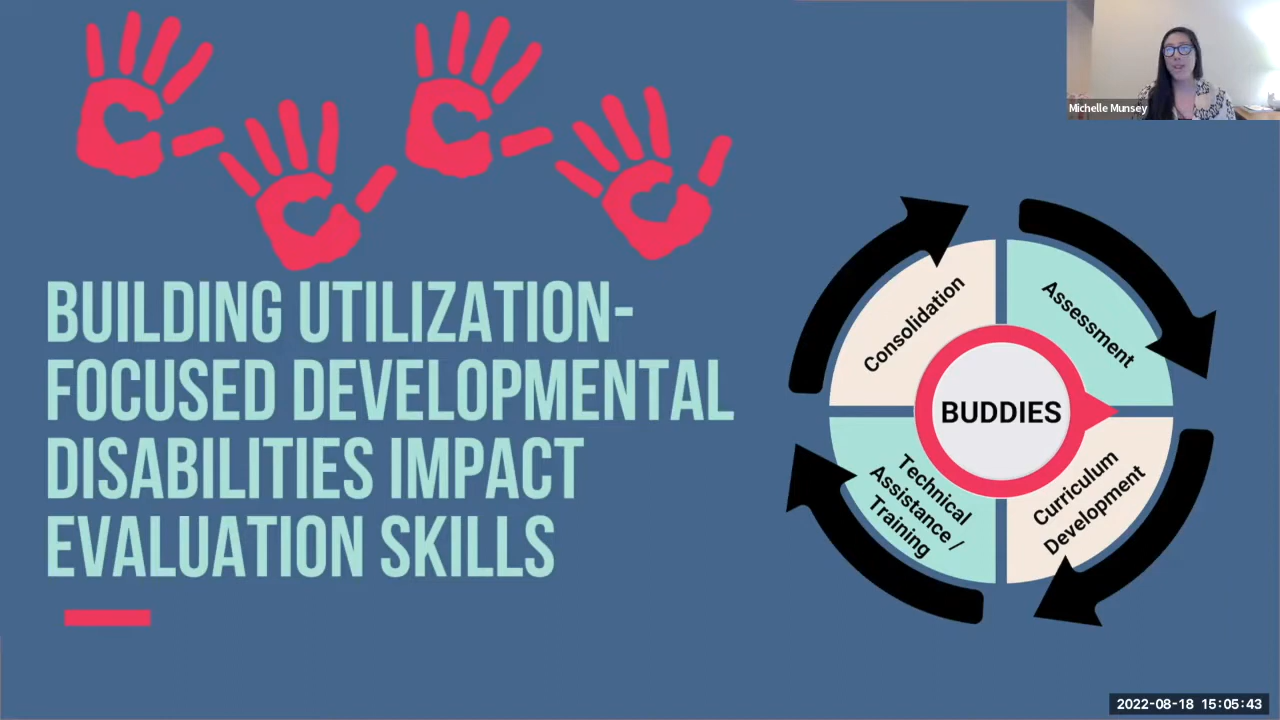 Michelle Munsey
BUILDING UTILIZATION-
FOCUSED DEVELOPMENTAL
DISABILITIES IMPACT
EVALUATION SKILLS
Consolidation
Assessment
BUDDIES
Technical
Assistance /
Training
Curriculum
Development
2022-08-18 15:05:43